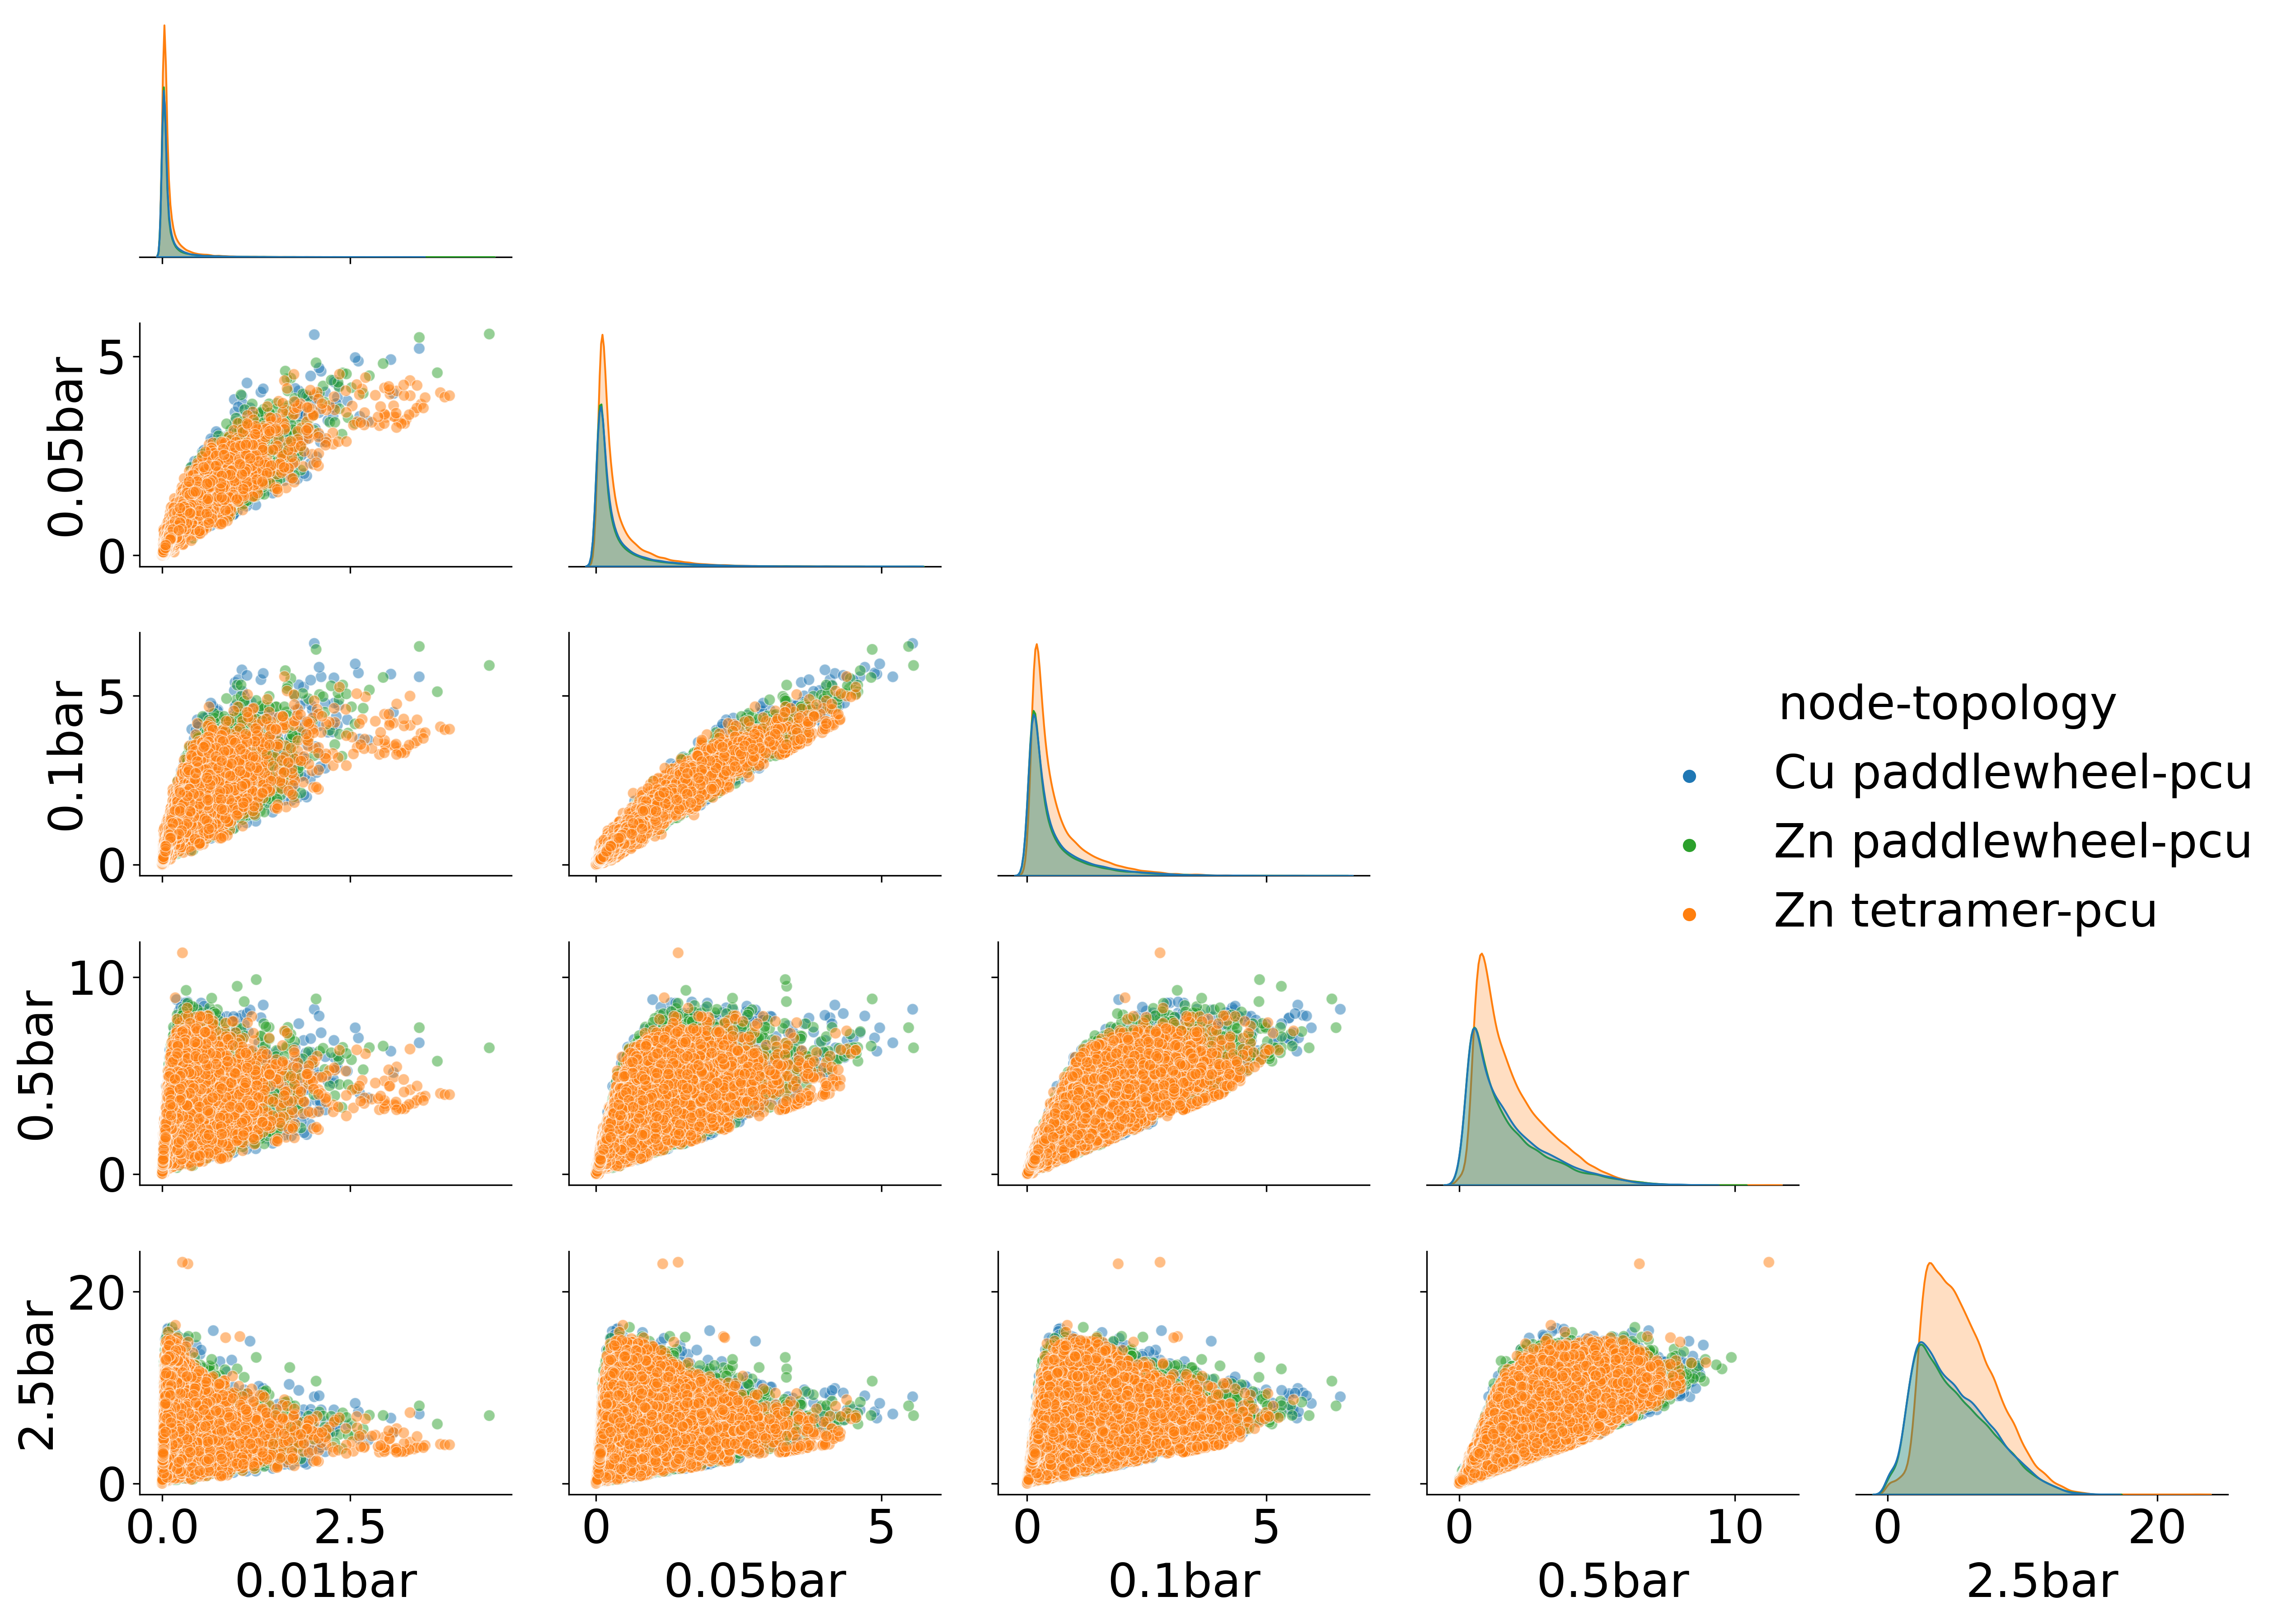 0.05bar
5
0
0.1bar
5
0
node-topology
Cu paddlewheel-pcu
Zn paddlewheel-pcu
Zn tetramer-pcu
0.5bar
10
0
2.5bar
20
0
0.0 2.5 0 5 0 5 0 10 0 20
0.01bar 0.05bar 0.1bar 0.5bar 2.5bar